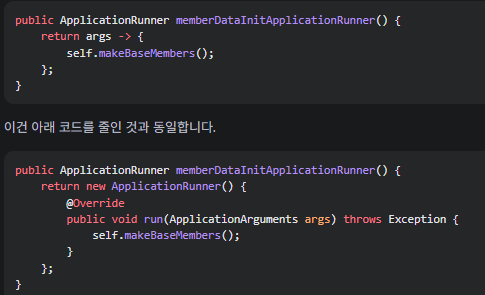 public ApplicationRunner memberDataInitApplicationRunner() {
    return args -> {
        self.makeBaseMembers();
    };
}
이건 아래 코드를 줄인 것과 동일합니다.
public ApplicationRunner memberDataInitApplicationRunner() {
    return new ApplicationRunner() {
        @Override
        public void run(ApplicationArguments args) throws Exception {
            self.makeBaseMembers();
        }
    };
}